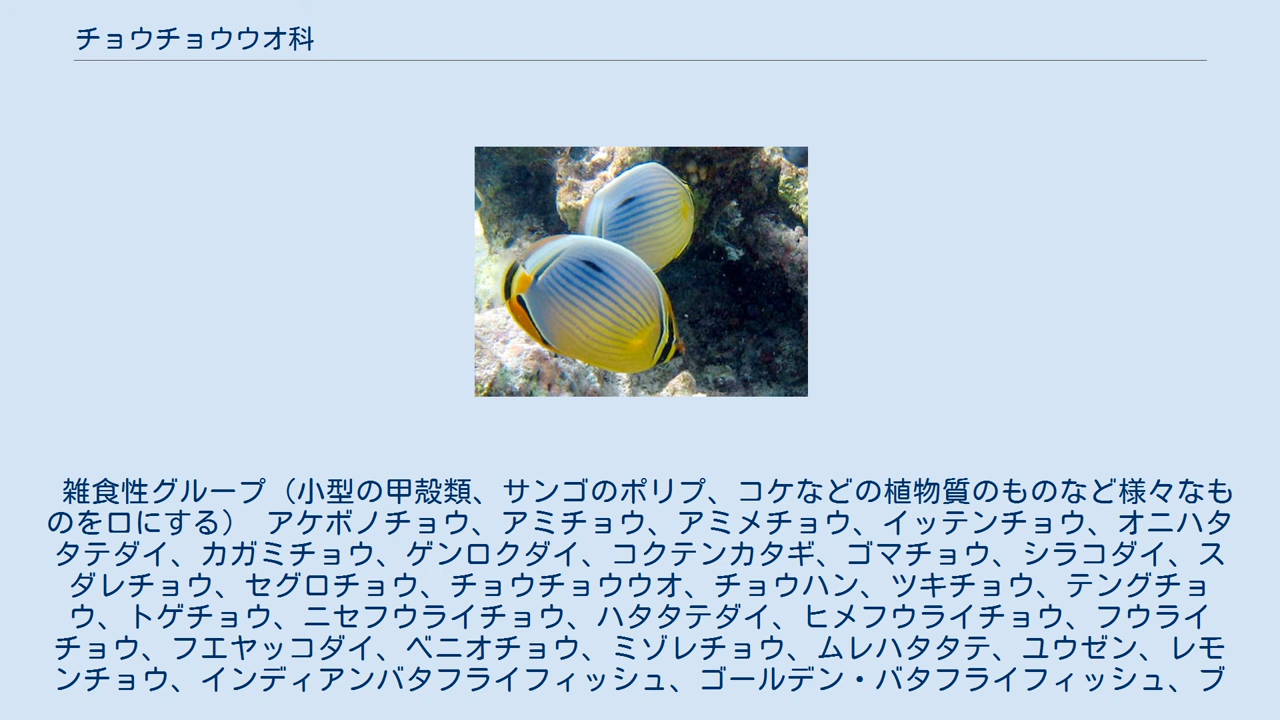 チョウチョウウオ科
雑食性グループ（小型の甲殻類、サンゴのポリプ、コケなどの植物質のものなど様々なも
のを口にする）　アケボノチョウ、アミチョウ、アミメチョウ、イッテンチョウ、オニハタ
タテダイ、カガミチョウ、ゲンロクダイ、コクテンカタギ、ゴマチョウ、シラコダイ、ス
ダレチョウ、セグロチョウ、チョウチョウウオ、チョウハン、ツキチョウ、テングチョ
ウ、トゲチョウ、ニセフウライチョウ、ハタタテダイ、ヒメフウライチョウ、フウライ
チョウ、フエヤッコダイ、ベニオチョウ、ミゾレチョウ、ムレハタタテ、ユウゼン、レモ
ンチョウ、インディアンバタフライフィッシュ、ゴールデン・バタフライフィッシュ、ブ